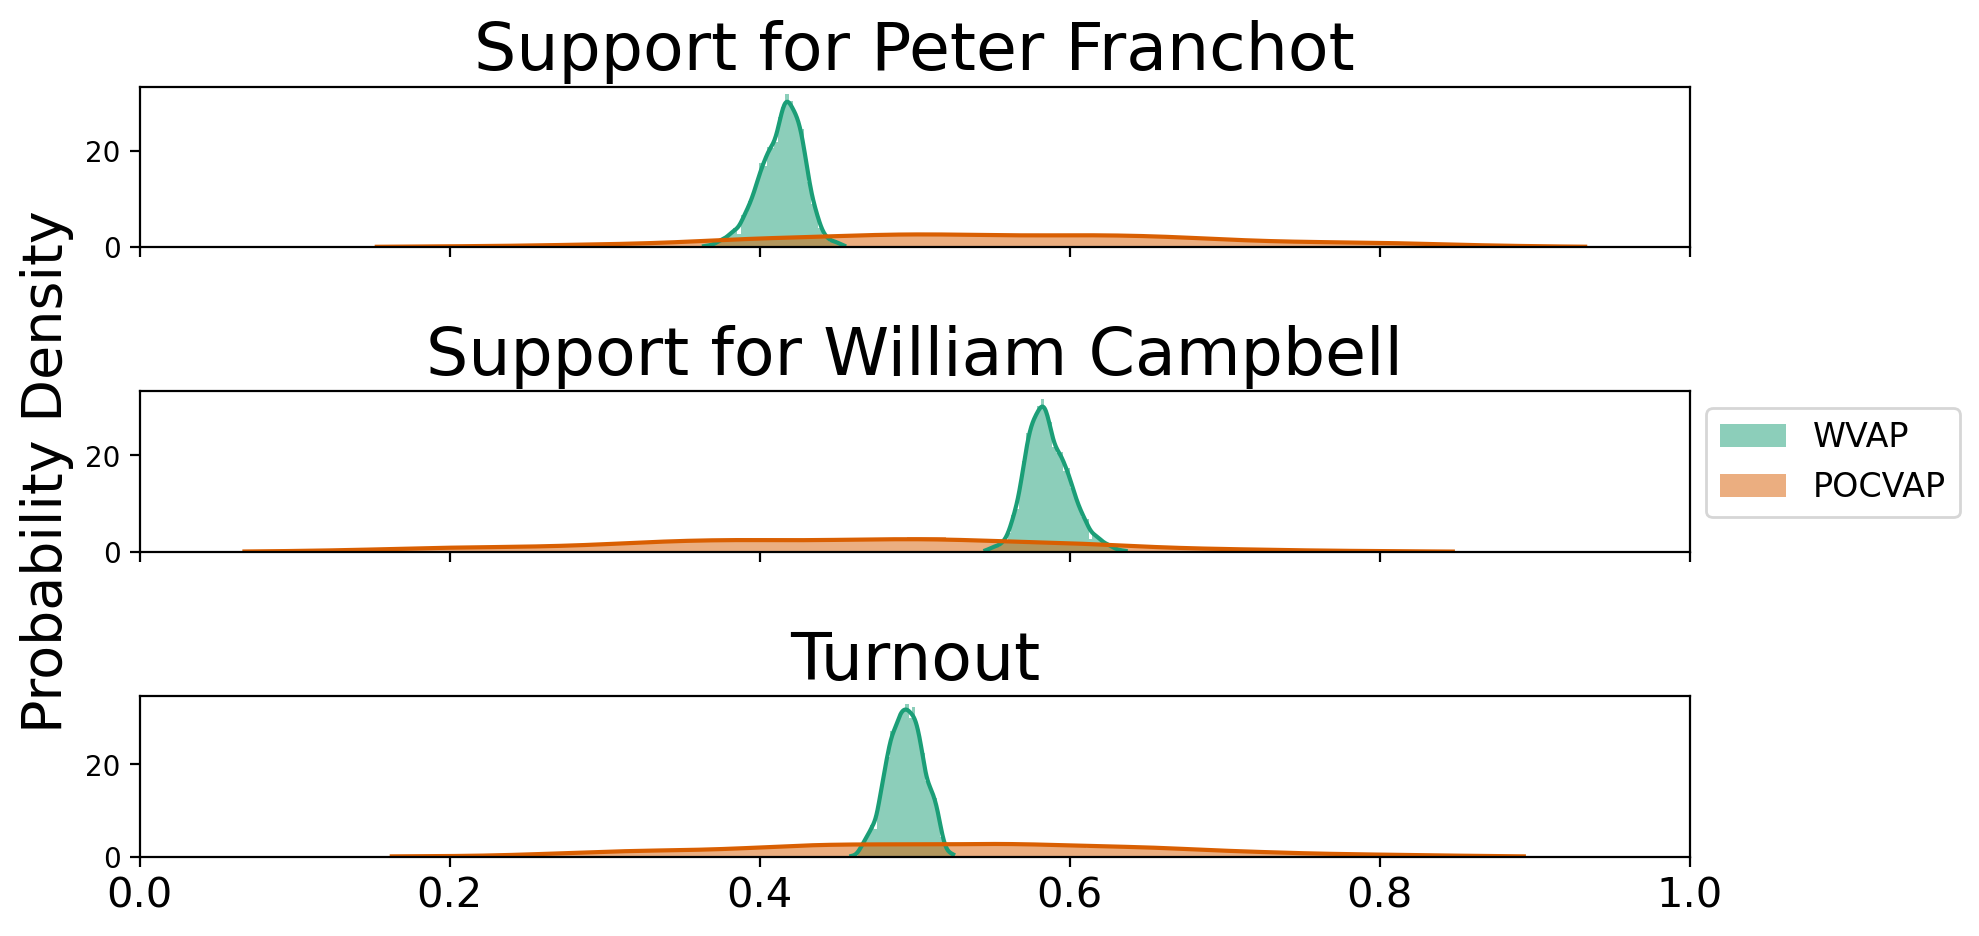 Support for Peter Franchot
20
0
Support for William Campbell
20
0
WVAP
POCVAP
Turnout
20
0
0.0 0.2 0.4 0.6 0.8 1.0
Probability Density